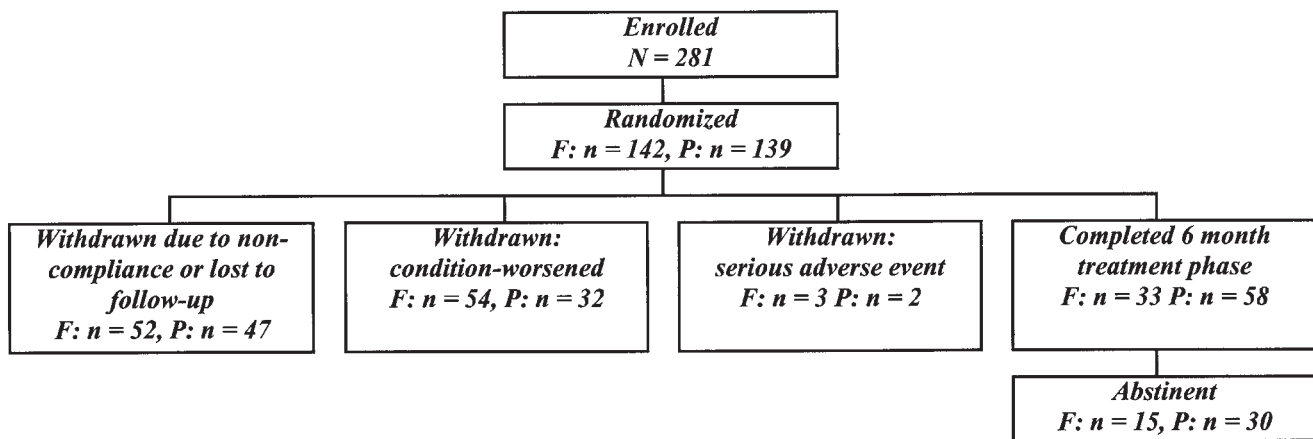 Enrolled
N = 281
Randomized
F: n = 142, P: n = 139
Withdrawn due to non-
compliance or lost to
follow-up
F: n = 52, P: n = 47
Withdrawn:
condition-worsened
F: n = 54, P: n = 32
Withdrawn:
serious adverse event
F: n = 3 P: n = 2
Completed 6 month
treatment phase
F: n = 33 P: n = 58
Abstinent
F: n = 15, P: n = 30